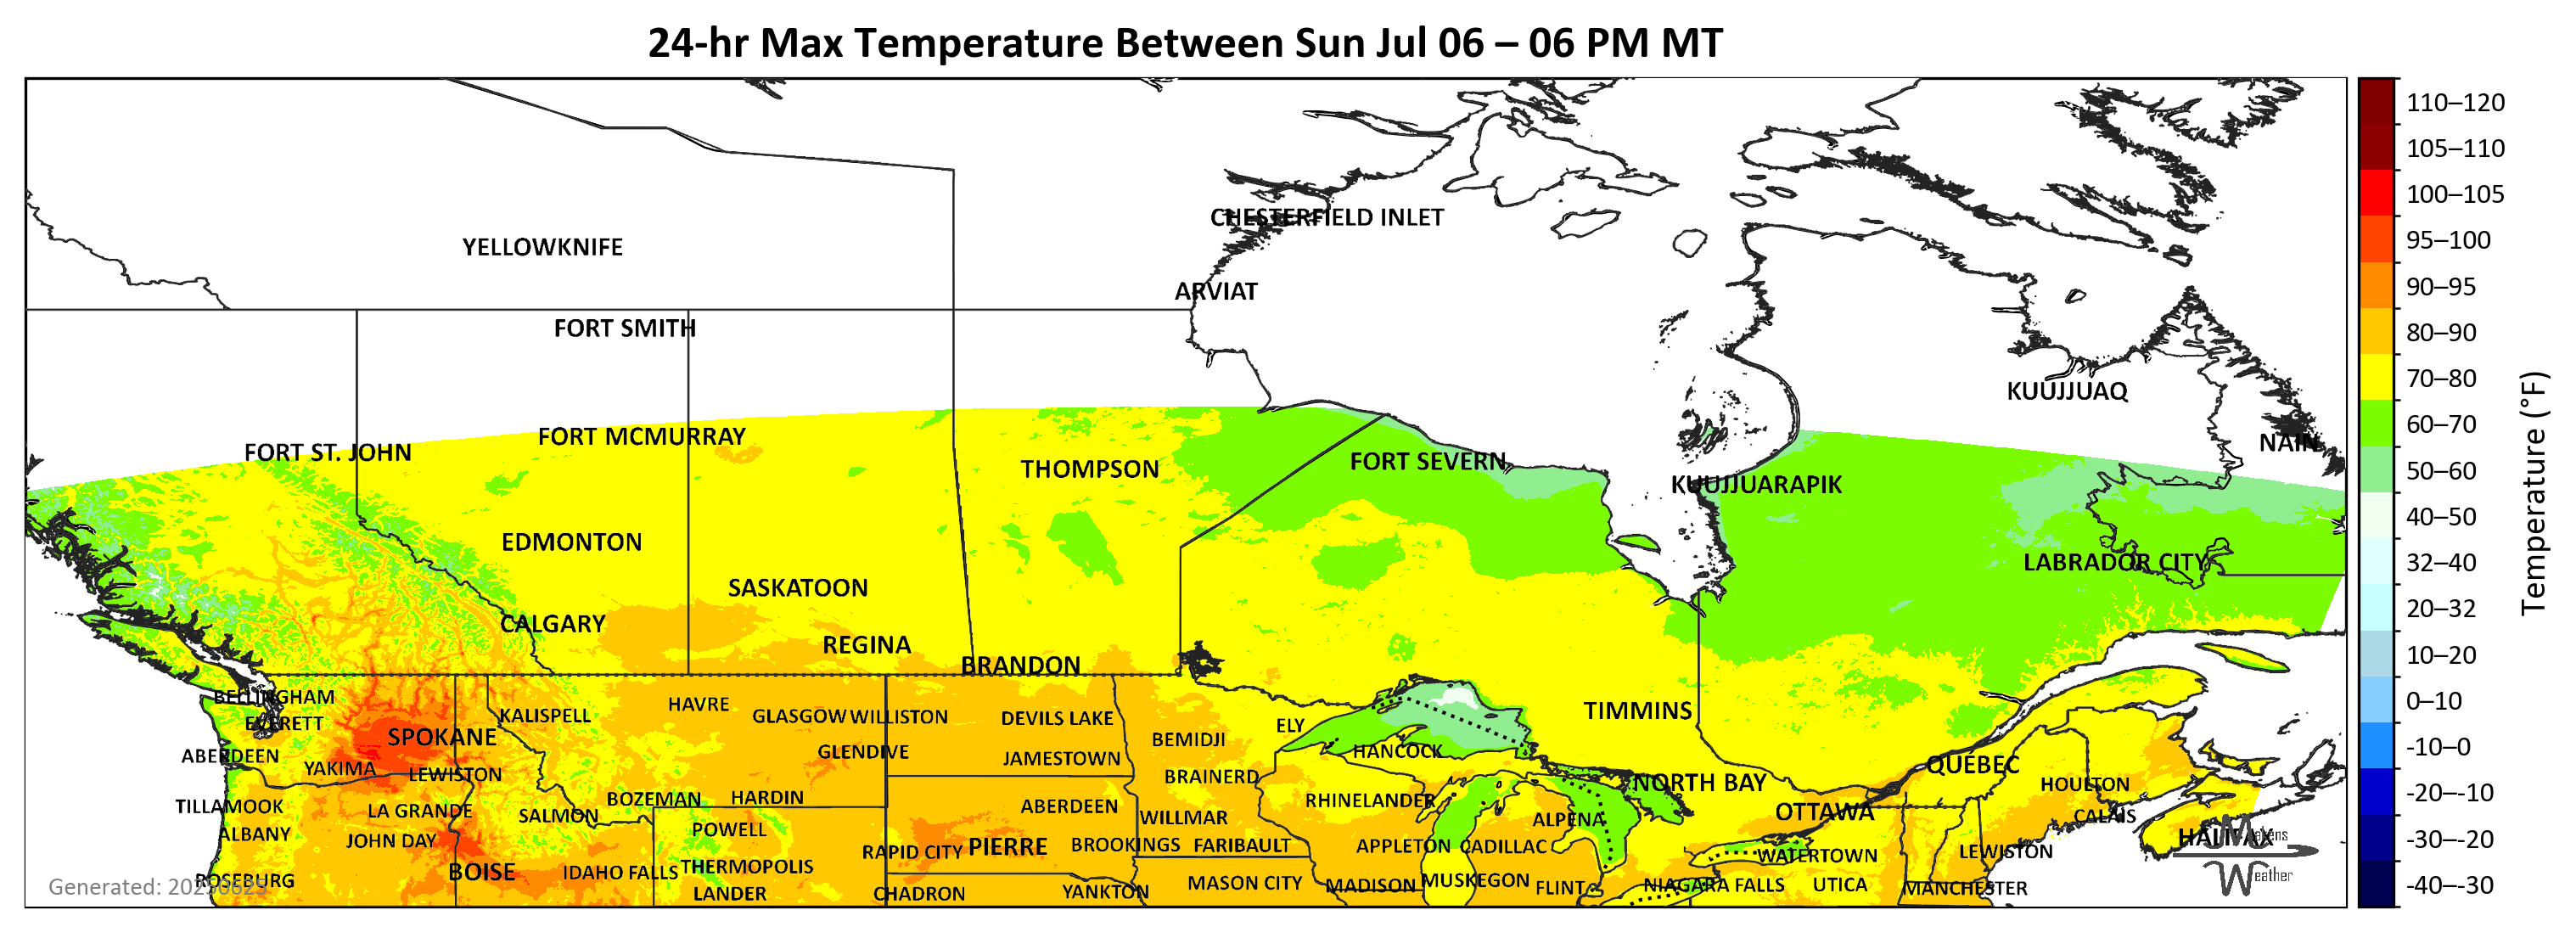 24-hr Max Temperature Between Sun Jul 06 – 06 PM MT
110–120
105–110
CHESTERFIELD INLET
100–105
YELLOWKNIFE
95–100
ARVIAT
90–95
FORT SMITH
80–90
KUUJJUAQ
70–80
FORT MCMURRAY
60–70
FORT ST. JOHN
NAIN
THOMPSON
FORT SEVERN
50–60
KUUJJUARAPIK
40–50
EDMONTON
LABRADOR CITY
32–40
Temperature (°F)
SASKATOON
20–32
CALGARY
REGINA
10–20
BRANDON
BELLINGHAM
HAVRE
0–10
KALISPELL
GLASGOW
WILLISTON
DEVILS LAKE
TIMMINS
EVERETT
ELY
SPOKANE
BEMIDJI
-10–0
ABERDEEN
GLENDIVE
JAMESTOWN
HANCOCK
YAKIMA
LEWISTON
BRAINERD
QUÉBEC
NORTH BAY
HOULTON
-20–-10
TILLAMOOK
LA GRANDE
BOZEMAN
HARDIN
ABERDEEN
RHINELANDER
SALMON
WILLMAR
ALPENA
OTTAWA
CALAIS
ALBANY
JOHN DAY
POWELL
HALIFAX
Makens
Weather
-30–-20
RAPID CITY
PIERRE
BROOKINGS
FARIBAULT
APPLETON
CADILLAC
WATERTOWN
LEWISTON
BOISE
IDAHO FALLS
THERMOPOLIS
ROSEBURG
Generated: 20250625
LANDER
CHADRON
YANKTON
MASON CITY
MADISON
MUSKEGON
FLINT
NIAGARA FALLS
UTICA
MANCHESTER
-40–-30